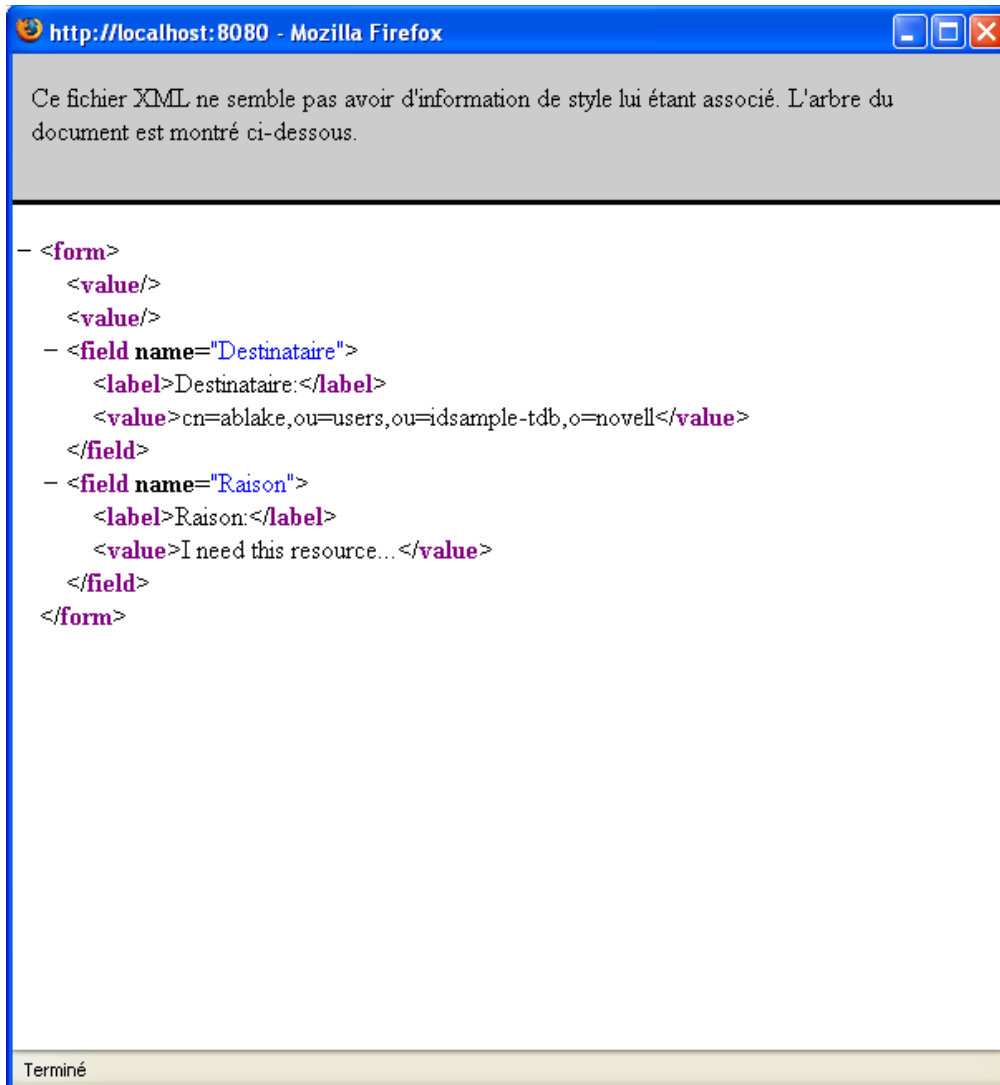 http://localhost:8080 - Mozilla Firefox
Ce fichier XML ne semble pas avoir d'information de style lui étant associé. L'arbre du
document est montré ci-dessous.
− <form>
<value/>
<value/>
− <field name="Destinataire">
<label>Destinataire:</label>
<value>cn=ablake,ou=users,ou=idsample-tdb,o=novell</value>
</field>
− <field name="Raison">
<label>Raison:</label>
<value>I need this resource...</value>
</field>
</form>
Terminé